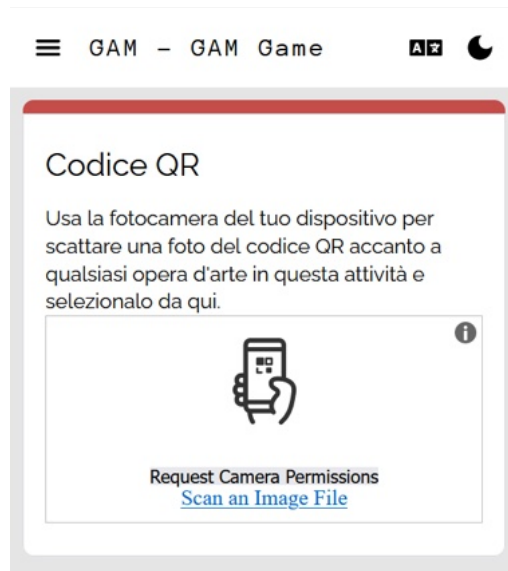 GAM – GAM Game
Codice QR
Usa la fotocamera del tuo dispositivo per
scattare una foto del codice QR accanto a
qualsiasi opera d'arte in questa attività e
selezionalo da qui.
Request Camera Permissions
Scan an Image File